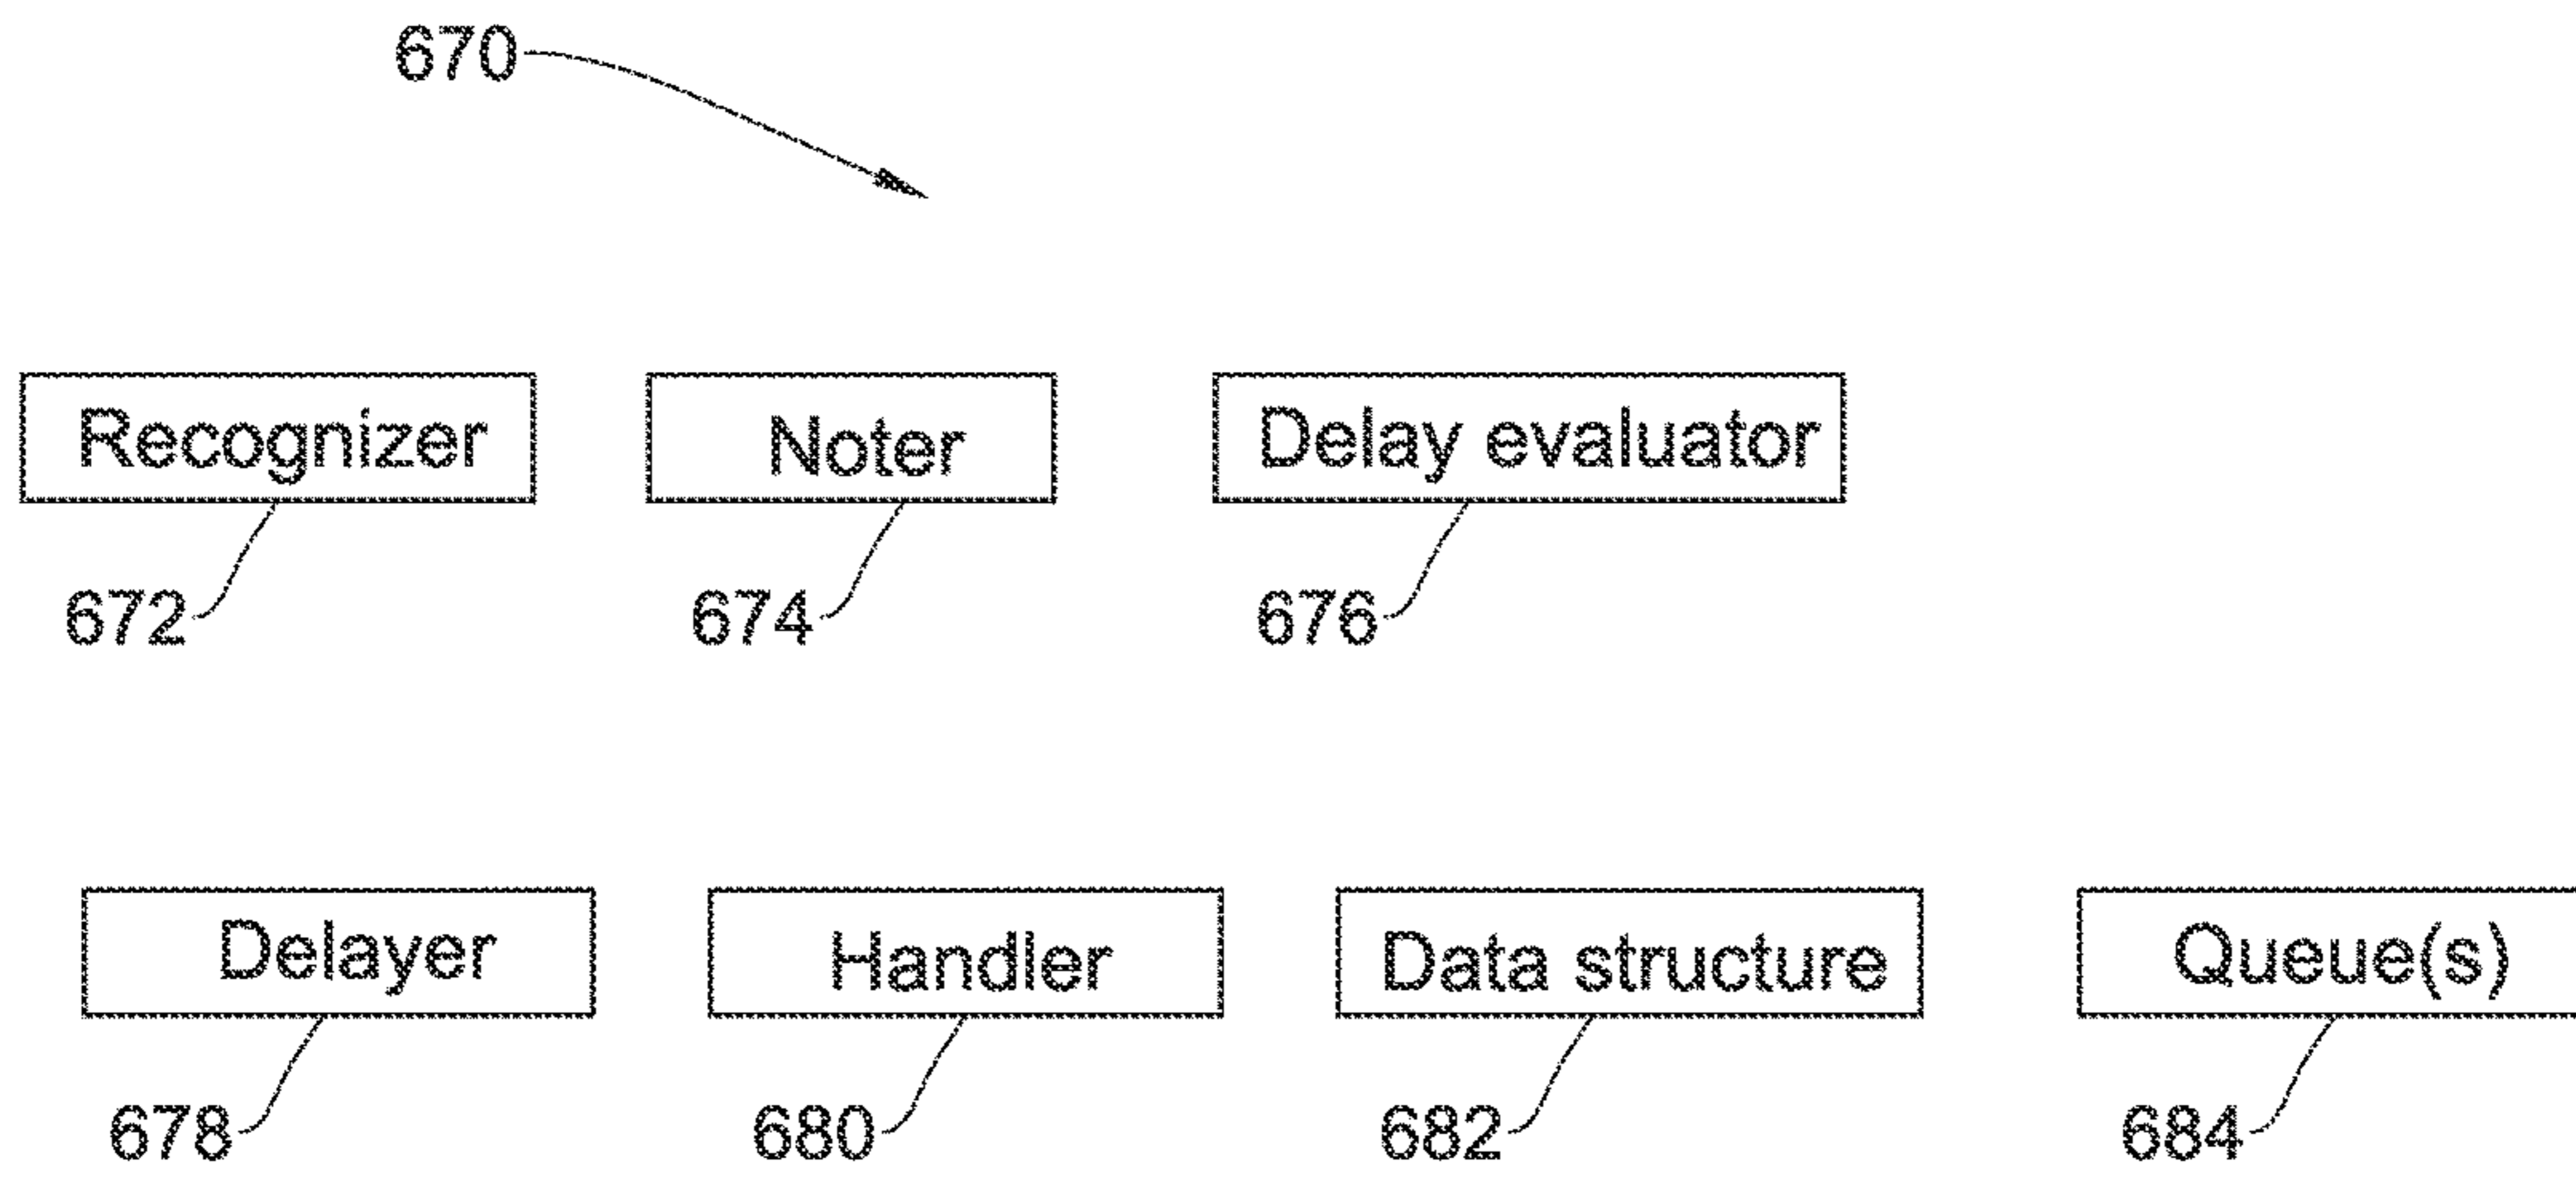 670
Recognizer
Noter
Delay evaluator
672
674
676
Delayer
Handler
Data structure
Queue(s)
678
680
682
684